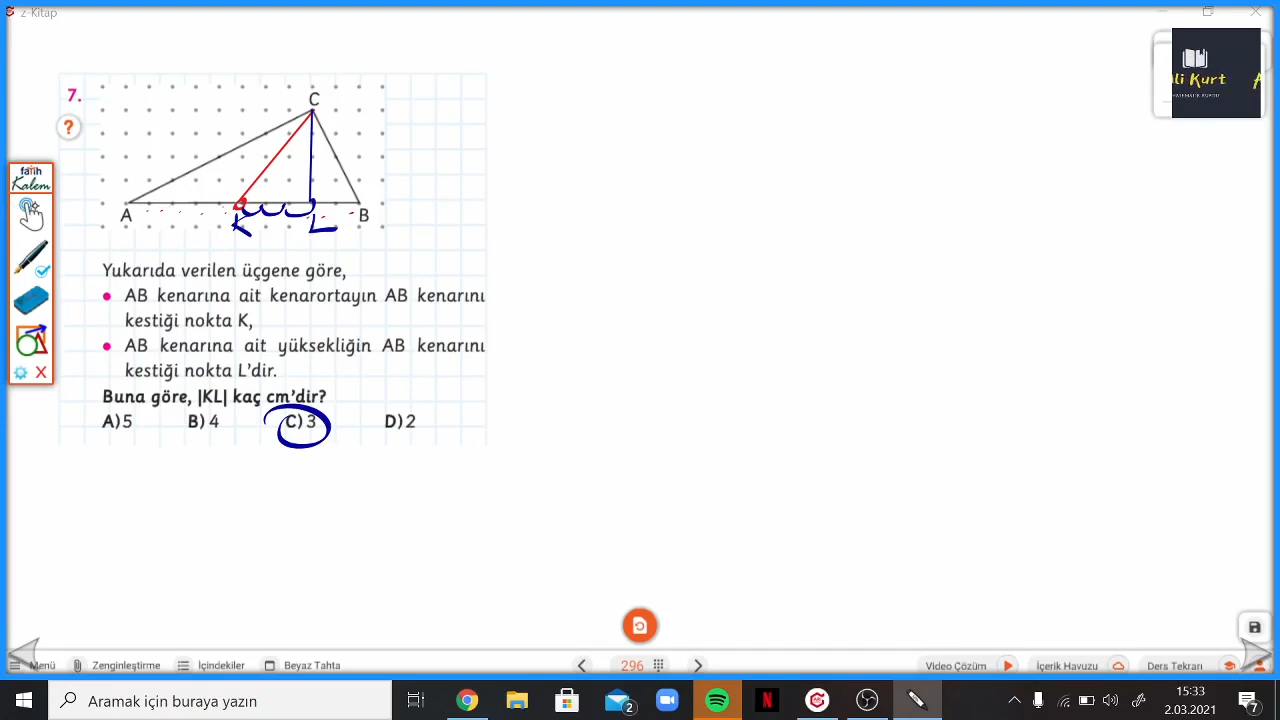 z-Kitap
li Kurt
A
7.
?
C
fatih
Kalem
A
K
L
B
Yukarıda verilen üçgene göre,
• AB kenarına ait kenarortayın AB kenarını
kestiği nokta K,
• AB kenarına ait yüksekliğin AB kenarını
kestiği nokta L'dir.
Buna göre, |KL| kaç cm'dir?
A) 5 B) 4 C) 3 D) 2
Menü Zenginleştirme İçindekiler Beyaz Tahta 296 Video Çözüm İçerik Havuzu Ders Tekrarı
Aramak için buraya yazın
2
15:33
2.03.2021
7